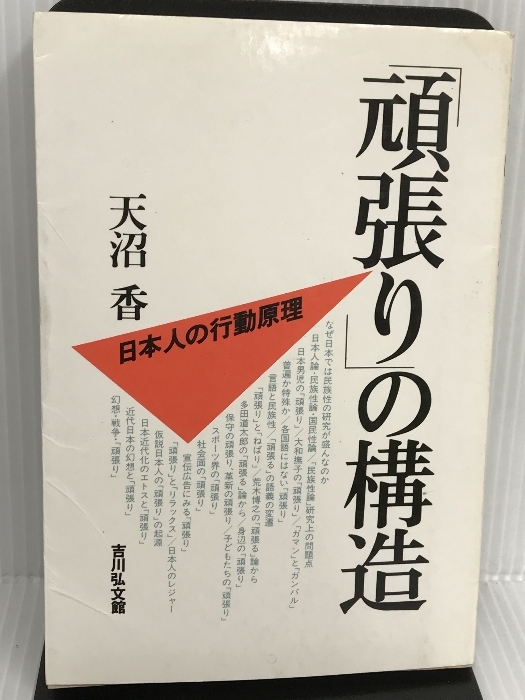 「頑張り」の構造
天沼 香
日本人の行動原理
なぜ日本では民族性の研究が盛んなのか
日本人論・民族性論・国民性論/「民族性論」研究上の問題点
日本男児の「頑張り」/大和撫子の「頑張り」/「ガマン」と「ガンバル」
普遍か特殊か/各国語にはない「頑張り」
言語と民族性/「頑張る」の語義の変遷
「頑張り」と「ねばり」/荒木博之の「頑張る」論から
多田道太郎の「頑張る」論から/身辺の「頑張り」
保守の頑張り、革新の頑張り/子どもたちの「頑張り」
スポーツ界の「頑張り」
社会面の「頑張り」
宣伝広告にみる「頑張り」
「頑張り」と「リラックス」/日本人のレジャー
仮説日本人の「頑張り」の起源
日本近代化のエトスと「頑張り」
近代日本の幻想と「頑張り」
幻想・戦争・「頑張り」
吉川弘文館